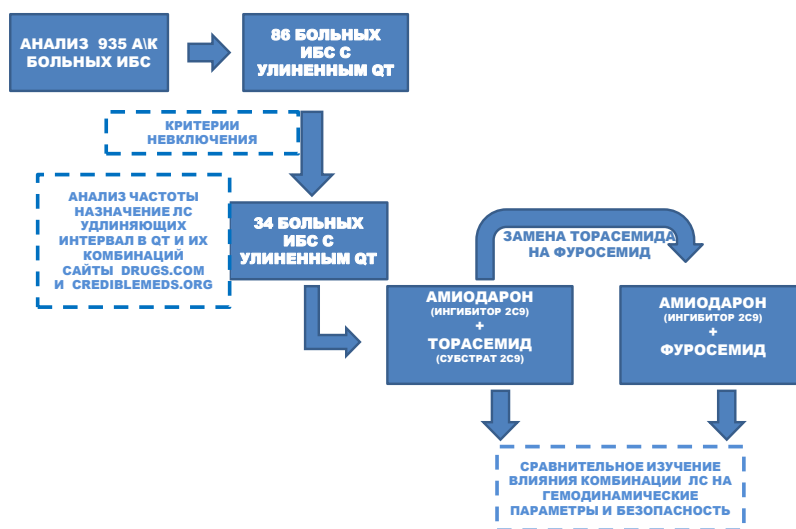 АНАЛИЗ 935 А\К
БОЛЬНЫХ ИБС
86 БОЛЬНЫХ
ИБС С
УЛИНЕННЫМ QT
КРИТЕРИИ
НЕВКЛЮЧЕНИЯ
АНАЛИЗ ЧАСТОТЫ
НАЗНАЧЕНИЕ ЛС
УДЛИНЯЮЩИХ
ИНТЕРВАЛ В QT И ИХ
КОМБИНАЦИЙ
САЙТЫ DRUGS.COM
И CREDIBLEMEDS.ORG
34 БОЛЬНЫХ
ИБС С
УЛИНЕННЫМ QT
ЗАМЕНА ТОРАСЕМИДА
НА ФУРОСЕМИД
АМИОДАРОН
(ИНГИБИТОР 2С9)
+
ТОРАСЕМИД
(СУБСТРАТ 2С9)
АМИОДАРОН
(ИНГИБИТОР 2С9)
+
ФУРОСЕМИД
СРАВНИТЕЛЬНОЕ ИЗУЧЕНИЕ
ВЛИЯНИЯ КОМБИНАЦИИ ЛС НА
ГЕМОДИНАМИЧЕСКИЕ
ПАРАМЕТРЫ И БЕЗОПАСНОСТЬ